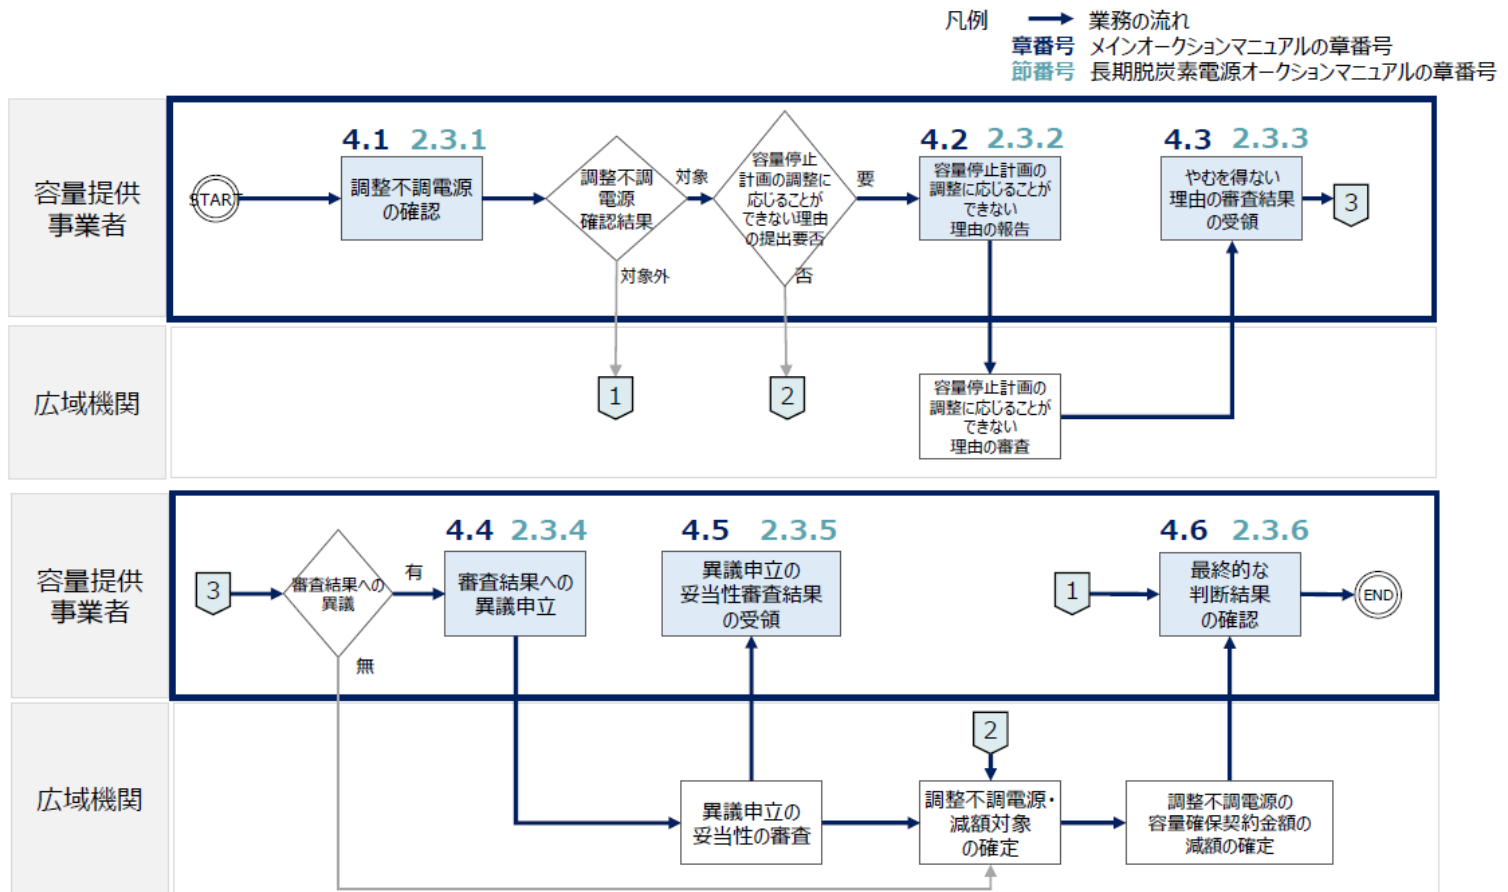 凡例
業務の流れ
章番号 メインオークションマニュアルの章番号
節番号 長期脱炭素電源オークションマニュアルの章番号
容量提供
事業者
START
4.1 2.3.1
調整不調電源
の確認
調整不調
電源
確認結果
対象
対象外
容量停止
計画の調整に
応じることが
できない理由
の提出要否
要
否
4.2 2.3.2
容量停止計画の
調整に応じることが
できない
理由の報告
4.3 2.3.3
やむを得ない
理由の審査結果
の受領
3
広域機関
1
2
容量停止計画の
調整に応じることが
できない
理由の審査
容量提供
事業者
3
審査結果への
異議
有
無
4.4 2.3.4
審査結果への
異議申立
4.5 2.3.5
異議申立の
妥当性審査結果
の受領
1
4.6 2.3.6
最終的な
判断結果
の確認
END
広域機関
異議申立の
妥当性の審査
2
調整不調電源・
減額対象
の確定
調整不調電源の
容量確保契約金額の
減額の確定